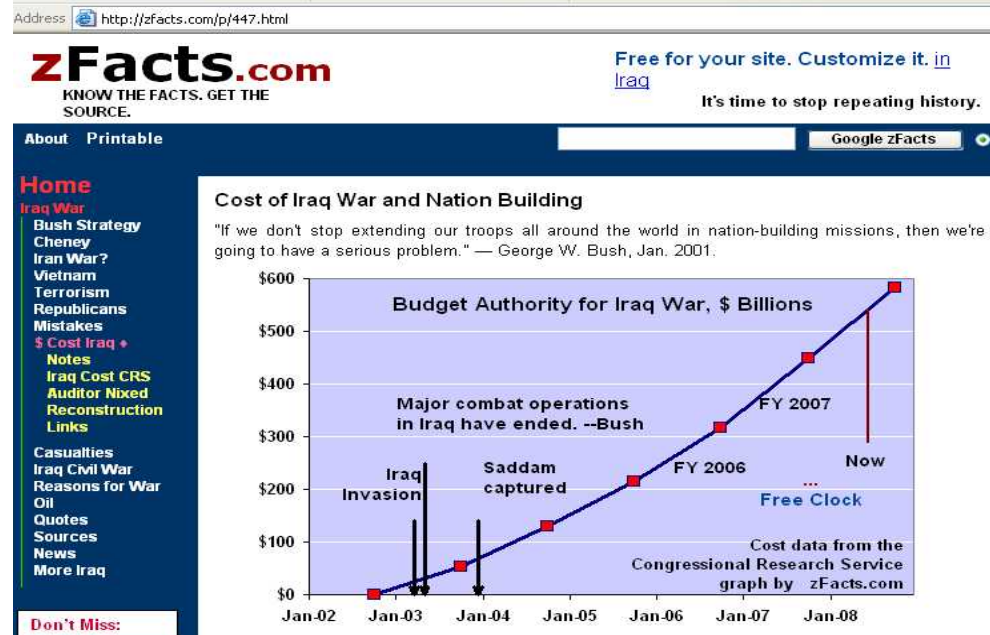 Address http://zfacts.com/p/447.html
zFacts.com
KNOW THE FACTS. GET THE
SOURCE.
Free for your site. Customize it. in
Iraq
It's time to stop repeating history.
About Printable
Google zFacts
Home
Iraq War
Bush Strategy
Cheney
Iran War?
Vietnam
Terrorism
Republicans
Mistakes
$ Cost Iraq
Notes
Iraq Cost CRS
Auditor Nixed
Reconstruction
Links
Casualties
Iraq Civil War
Reasons for War
Oil
Quotes
Sources
News
More Iraq
Don't Miss:
Cost of Iraq War and Nation Building
"If we don't stop extending our troops all around the world in nation-building missions, then we're
going to have a serious problem." — George W. Bush, Jan. 2001.
Budget Authority for Iraq War, $ Billions
$600
$500
$400
$300
$200
$100
$0
Major combat operations
in Iraq have ended. --Bush
Iraq
Invasion
Saddam
captured
FY 2007
FY 2006
Now
...
Free Clock
Cost data from the
Congressional Research Service
graph by zFacts.com
Jan-02 Jan-03 Jan-04 Jan-05 Jan-06 Jan-07 Jan-08